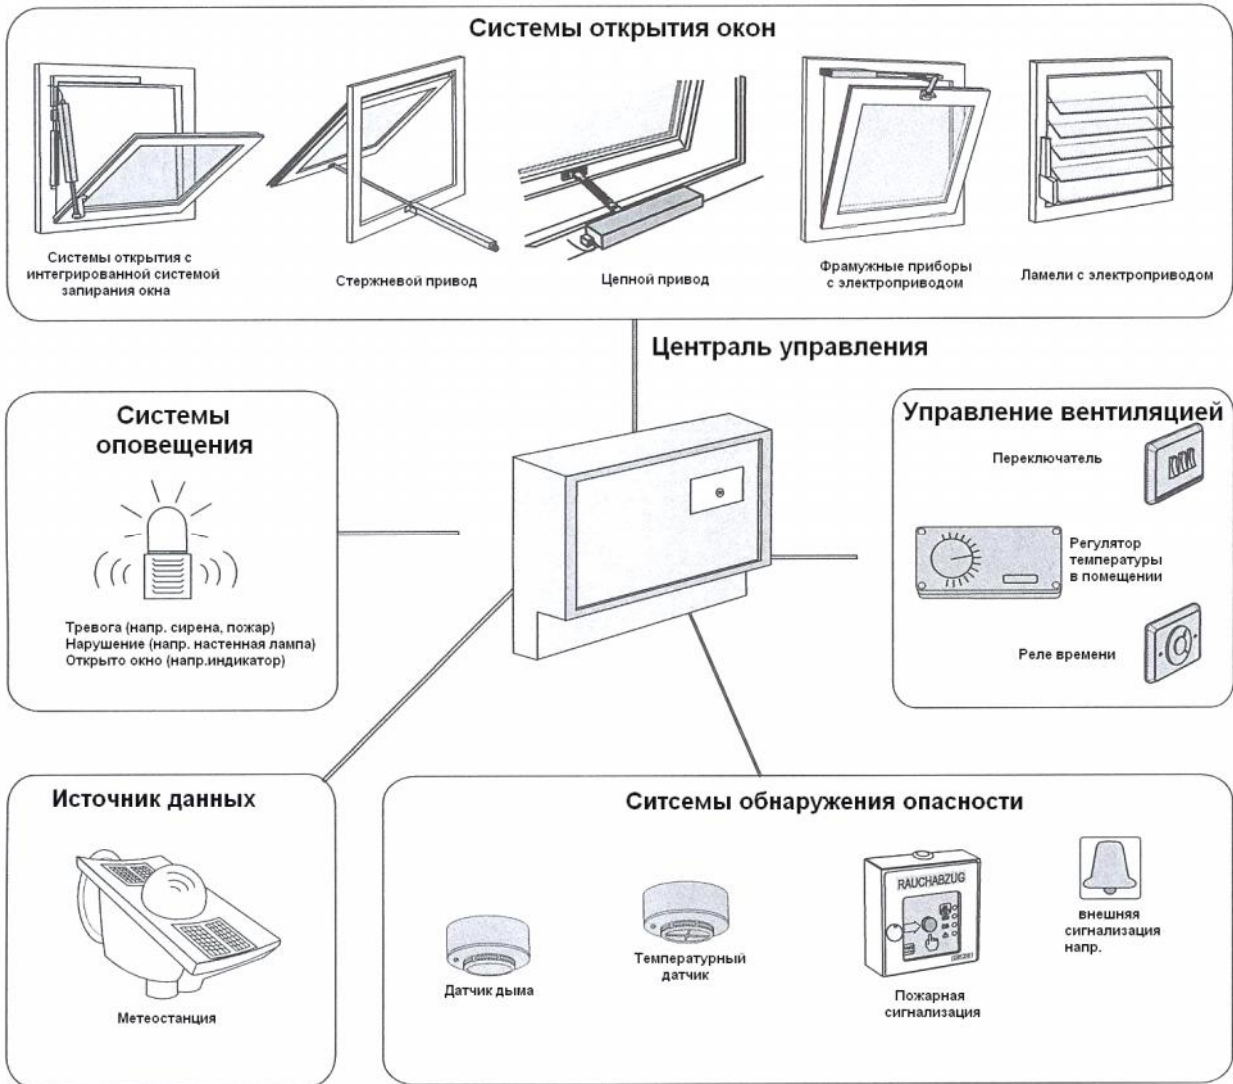 Системы открытия окон
Системы открытия с
интегрированной системой
запирания окна
Стержневой привод
Цепной привод
Фрамужные приборы
с электроприводом
Ламели с электроприводом
Централь управления
Системы
оповещения
Тревога (напр. сирена, пожар)
Нарушение (напр. настенная лампа)
Открыто окно (напр.индикатор)
Управление вентиляцией
Переключатель
Регулятор
температуры
в помещении
Реле времени
Источник данных
Метеостанция
Ситсемы обнаружения опасности
Датчик дыма
Температурный
датчик
RAUCHABZUG
Пожарная
сигнализация
внешняя
сигнализация
напр.